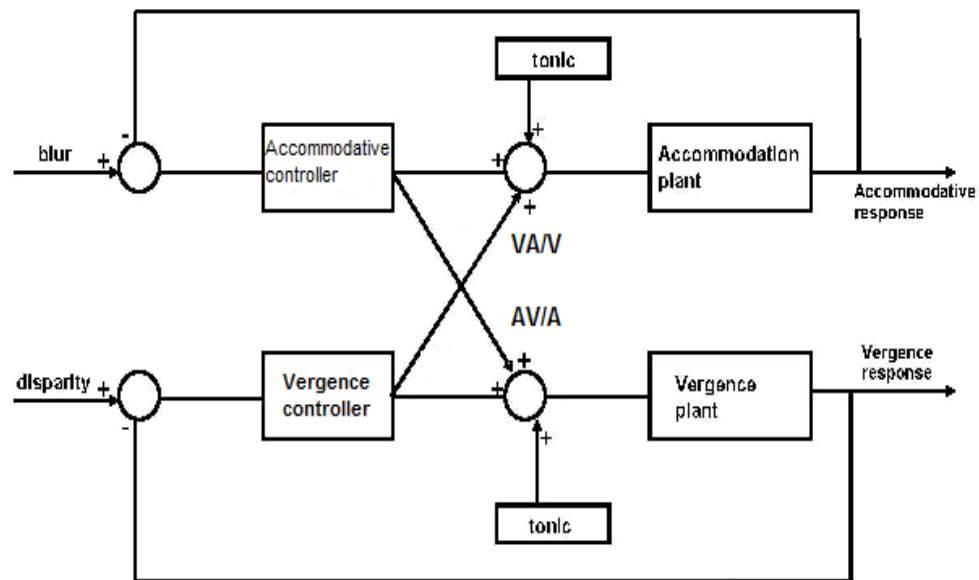 tonic
-
+
blur
+
Accommodative
controller
+
+
Accommodation
plant
Accommodative
response
VA/V
AV/A
+
Vergence
response
disparity
+
-
Vergence
controller
+
Vergence
plant
+
tonic